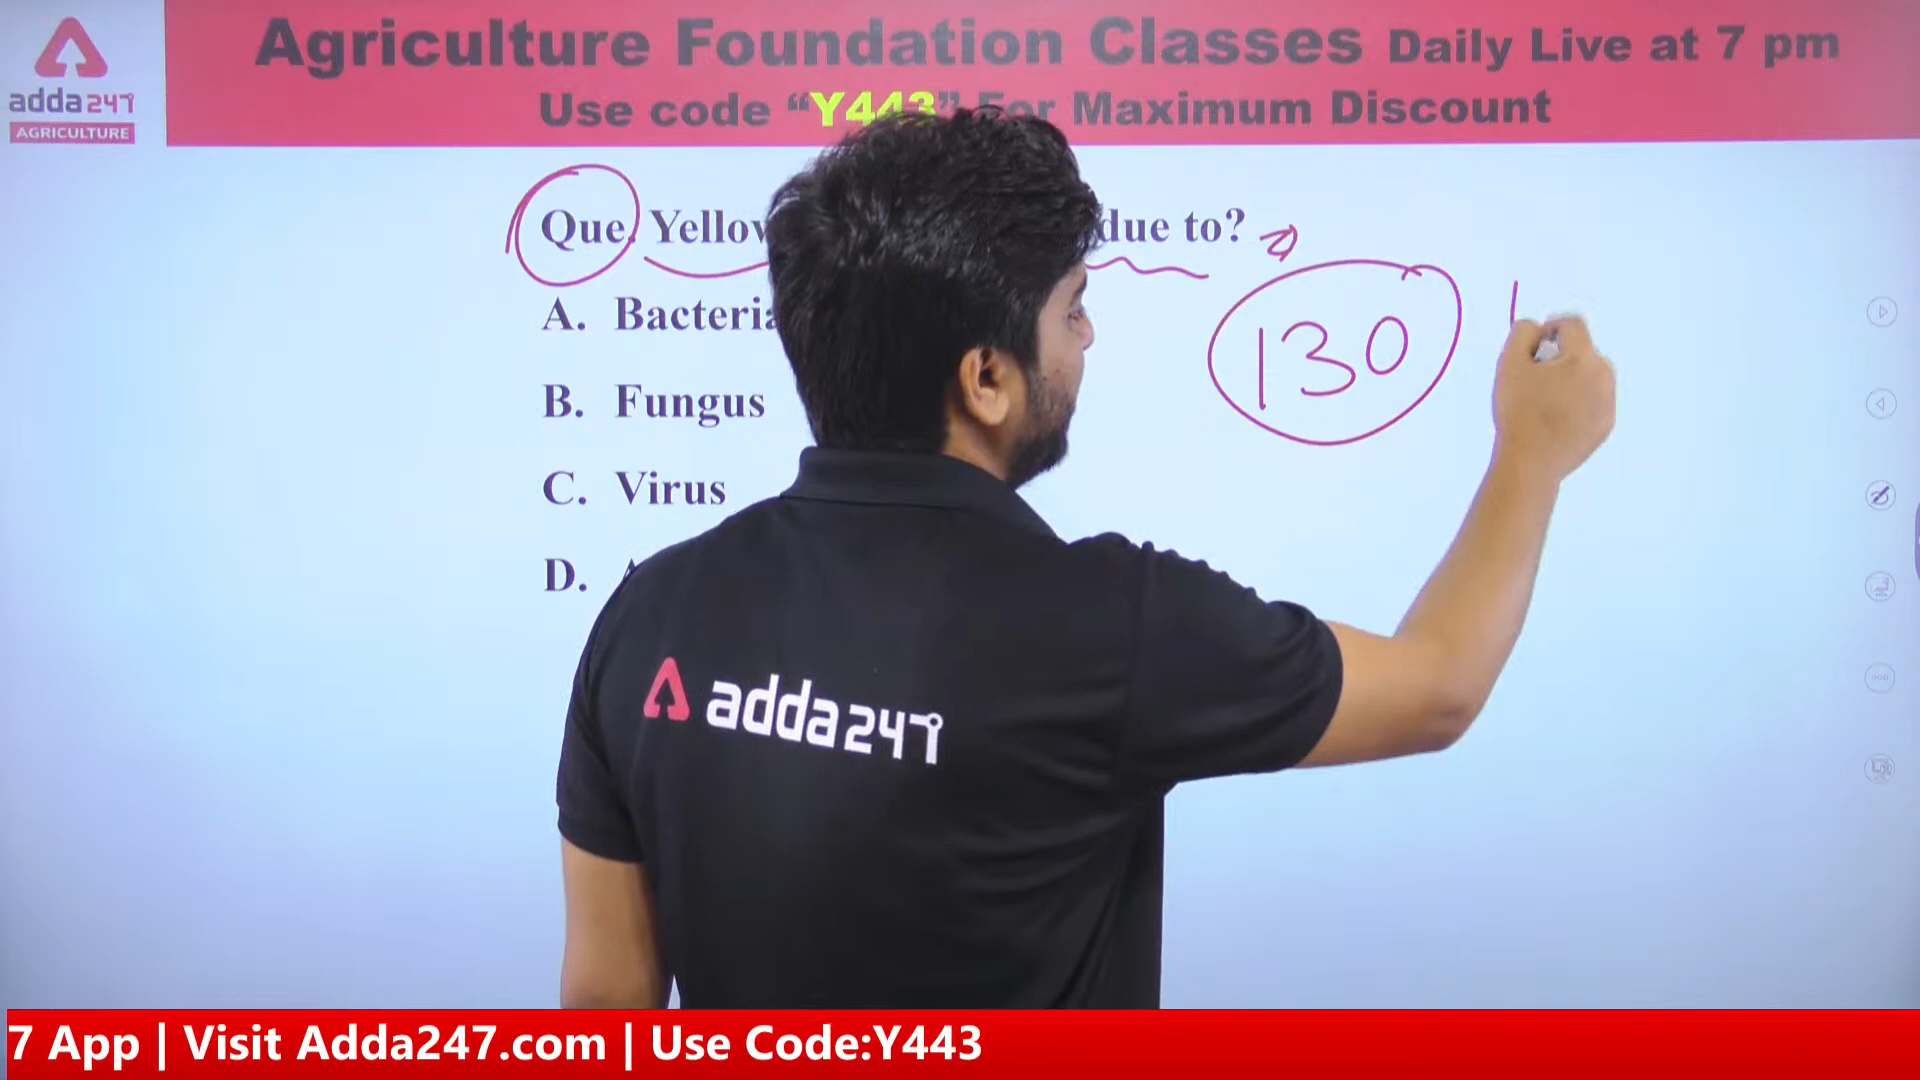 Agriculture Foundation Classes Daily Live at 7 pm
Use code “Y443” For Maximum Discount
adda247
AGRICULTURE
Que. due to?
A. Bacteria
B. Fungus
C. Virus
D.
130
adda247
7 App | Visit Adda247.com | Use Code:Y443